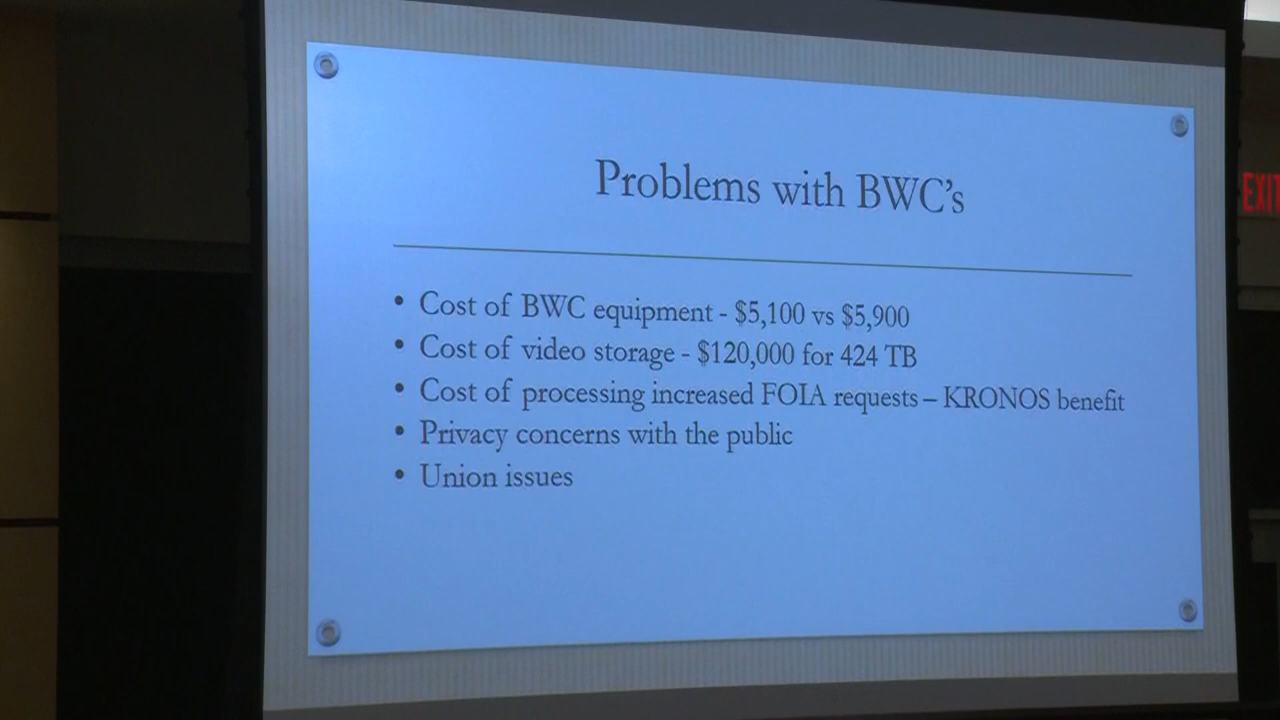 Problems with BWC's
• Cost of BWC equipment - $5,100 vs $5,900
• Cost of video storage - $120,000 for 424 TB
• Cost of processing increased FOIA requests – KRONOS benefit
• Privacy concerns with the public
• Union issues
EXIT